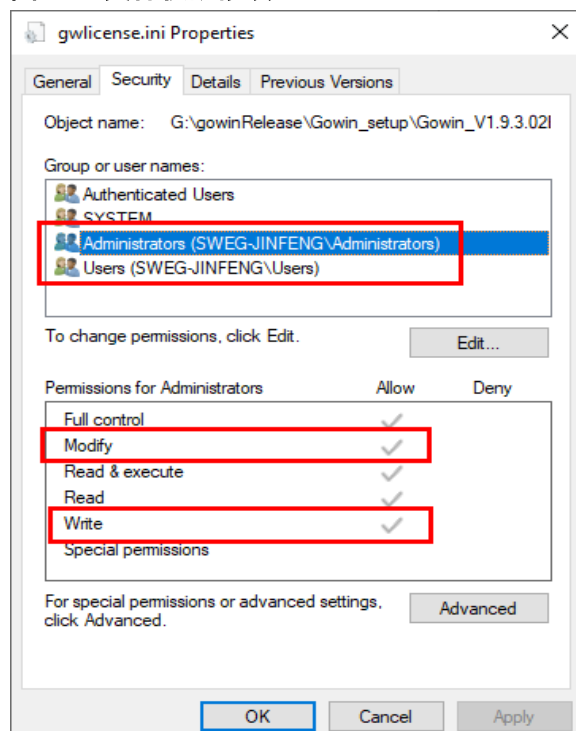 gwlicense.ini Properties
General Security Details Previous Versions
Object name: G:\gowinRelease\Gowin_setup\Gowin_V1.9.3.02I
Group or user names:
Authenticated Users
SYSTEM
Administrators (SWEG-JINFENG\Administrators)
Users (SWEG-JINFENG\Users)
To change permissions, click Edit.
Edit...
Permissions for Administrators Allow Deny
Full control
Modify
Read & execute
Read
Write
Special permissions
For special permissions or advanced settings,
click Advanced.
Advanced
OK Cancel Apply